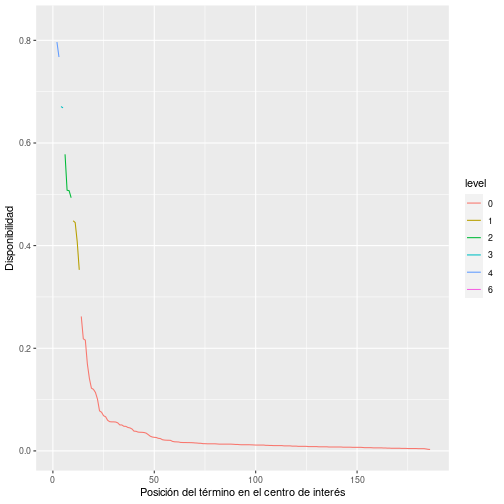 0.8
0.6
0.4
0.2
0.0
Disponibilidad
0 50 100 150
Posición del término en el centro de interés
level
0
1
2
3
4
6